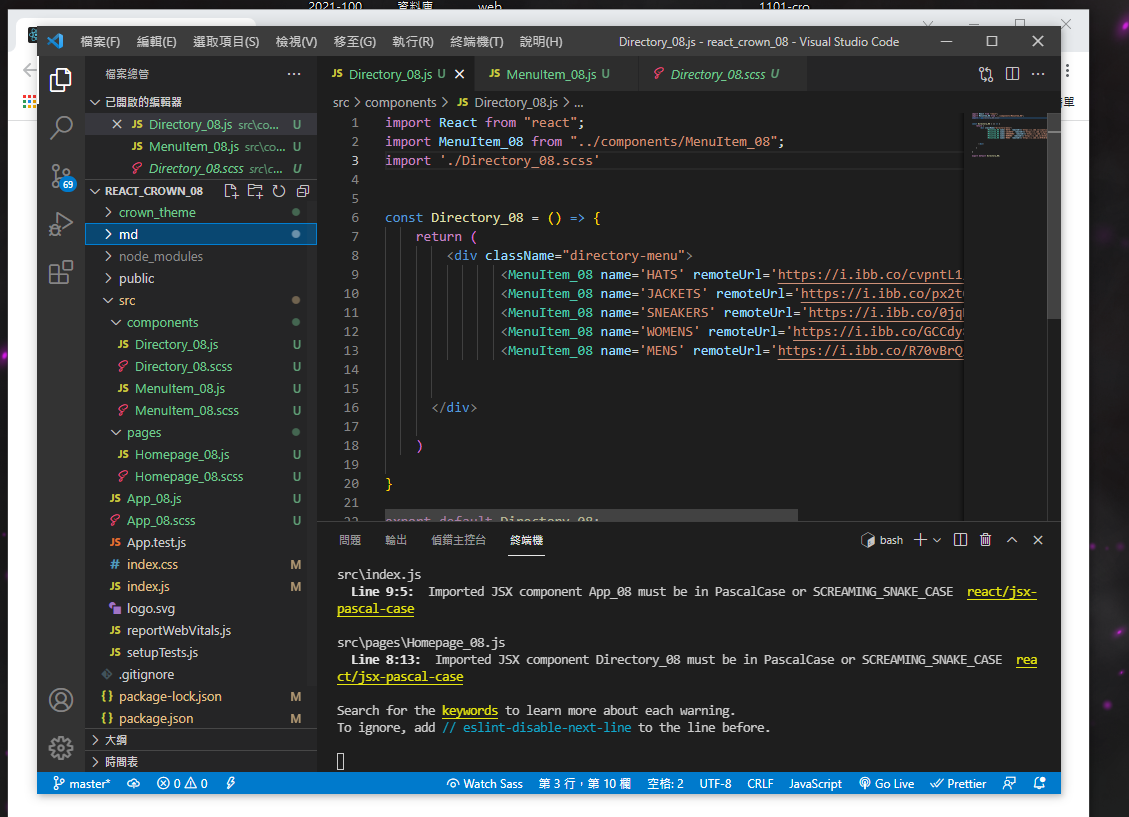 2021-100 資料庫 web 1101-cro
檔案(F) 編輯(E) 選取項目(S) 檢視(V) 移至(G) 執行(R) 終端機(T) 說明(H) Directory_08.js - react_crown_08 - Visual Studio Code
檔案總管
JS Directory_08.js U
JS MenuItem_08.js U
Directory_08.scss U
單
已開啟的編輯器
JS Directory_08.js src\co... U
JS MenuItem_08.js src\co... U
Directory_08.scss src\c... U
REACT_CROWN_08
crown_theme
md
node_modules
public
src
components
JS Directory_08.js U
Directory_08.scss U
JS MenuItem_08.js U
MenuItem_08.scss U
pages
JS Homepage_08.js U
Homepage_08.scss U
JS App_08.js U
App_08.scss U
JS App.test.js
# index.css M
JS index.js M
logo.svg
JS reportWebVitals.js
JS setupTests.js
.gitignore
{} package-lock.json M
{} package.json M
大綱
時間表
69
src > components > JS Directory_08.js > ...
1 import React from "react";
2 import MenuItem_08 from "../components/MenuItem_08";
3 import './Directory_08.scss'
4
5
6 const Directory_08 = () => {
7 return (
8 <div className="directory-menu">
9 <MenuItem_08 name='HATS' remoteUrl='https://i.ibb.co/cvpntL1
10 <MenuItem_08 name='JACKETS' remoteUrl='https://i.ibb.co/px2t
11 <MenuItem_08 name='SNEAKERS' remoteUrl='https://i.ibb.co/0jq
12 <MenuItem_08 name='WOMENS' remoteUrl='https://i.ibb.co/GCCdy
13 <MenuItem_08 name='MENS' remoteUrl='https://i.ibb.co/R70vBrQ
14
15
16 </div>
17
18 )
19
20 }
21
22 export default Directory_08;
問題 輸出 偵錯主控台 終端機 bash
src\index.js
Line 9:5: Imported JSX component App_08 must be in PascalCase or SCREAMING_SNAKE_CASE react/jsx-
pascal-case
src\pages\Homepage_08.js
Line 8:13: Imported JSX component Directory_08 must be in PascalCase or SCREAMING_SNAKE_CASE rea
ct/jsx-pascal-case
Search for the keywords to learn more about each warning.
To ignore, add // eslint-disable-next-line to the line before.
master* 0 0 Watch Sass 第 3 行，第 10 欄 空格: 2 UTF-8 CRLF JavaScript Go Live Prettier